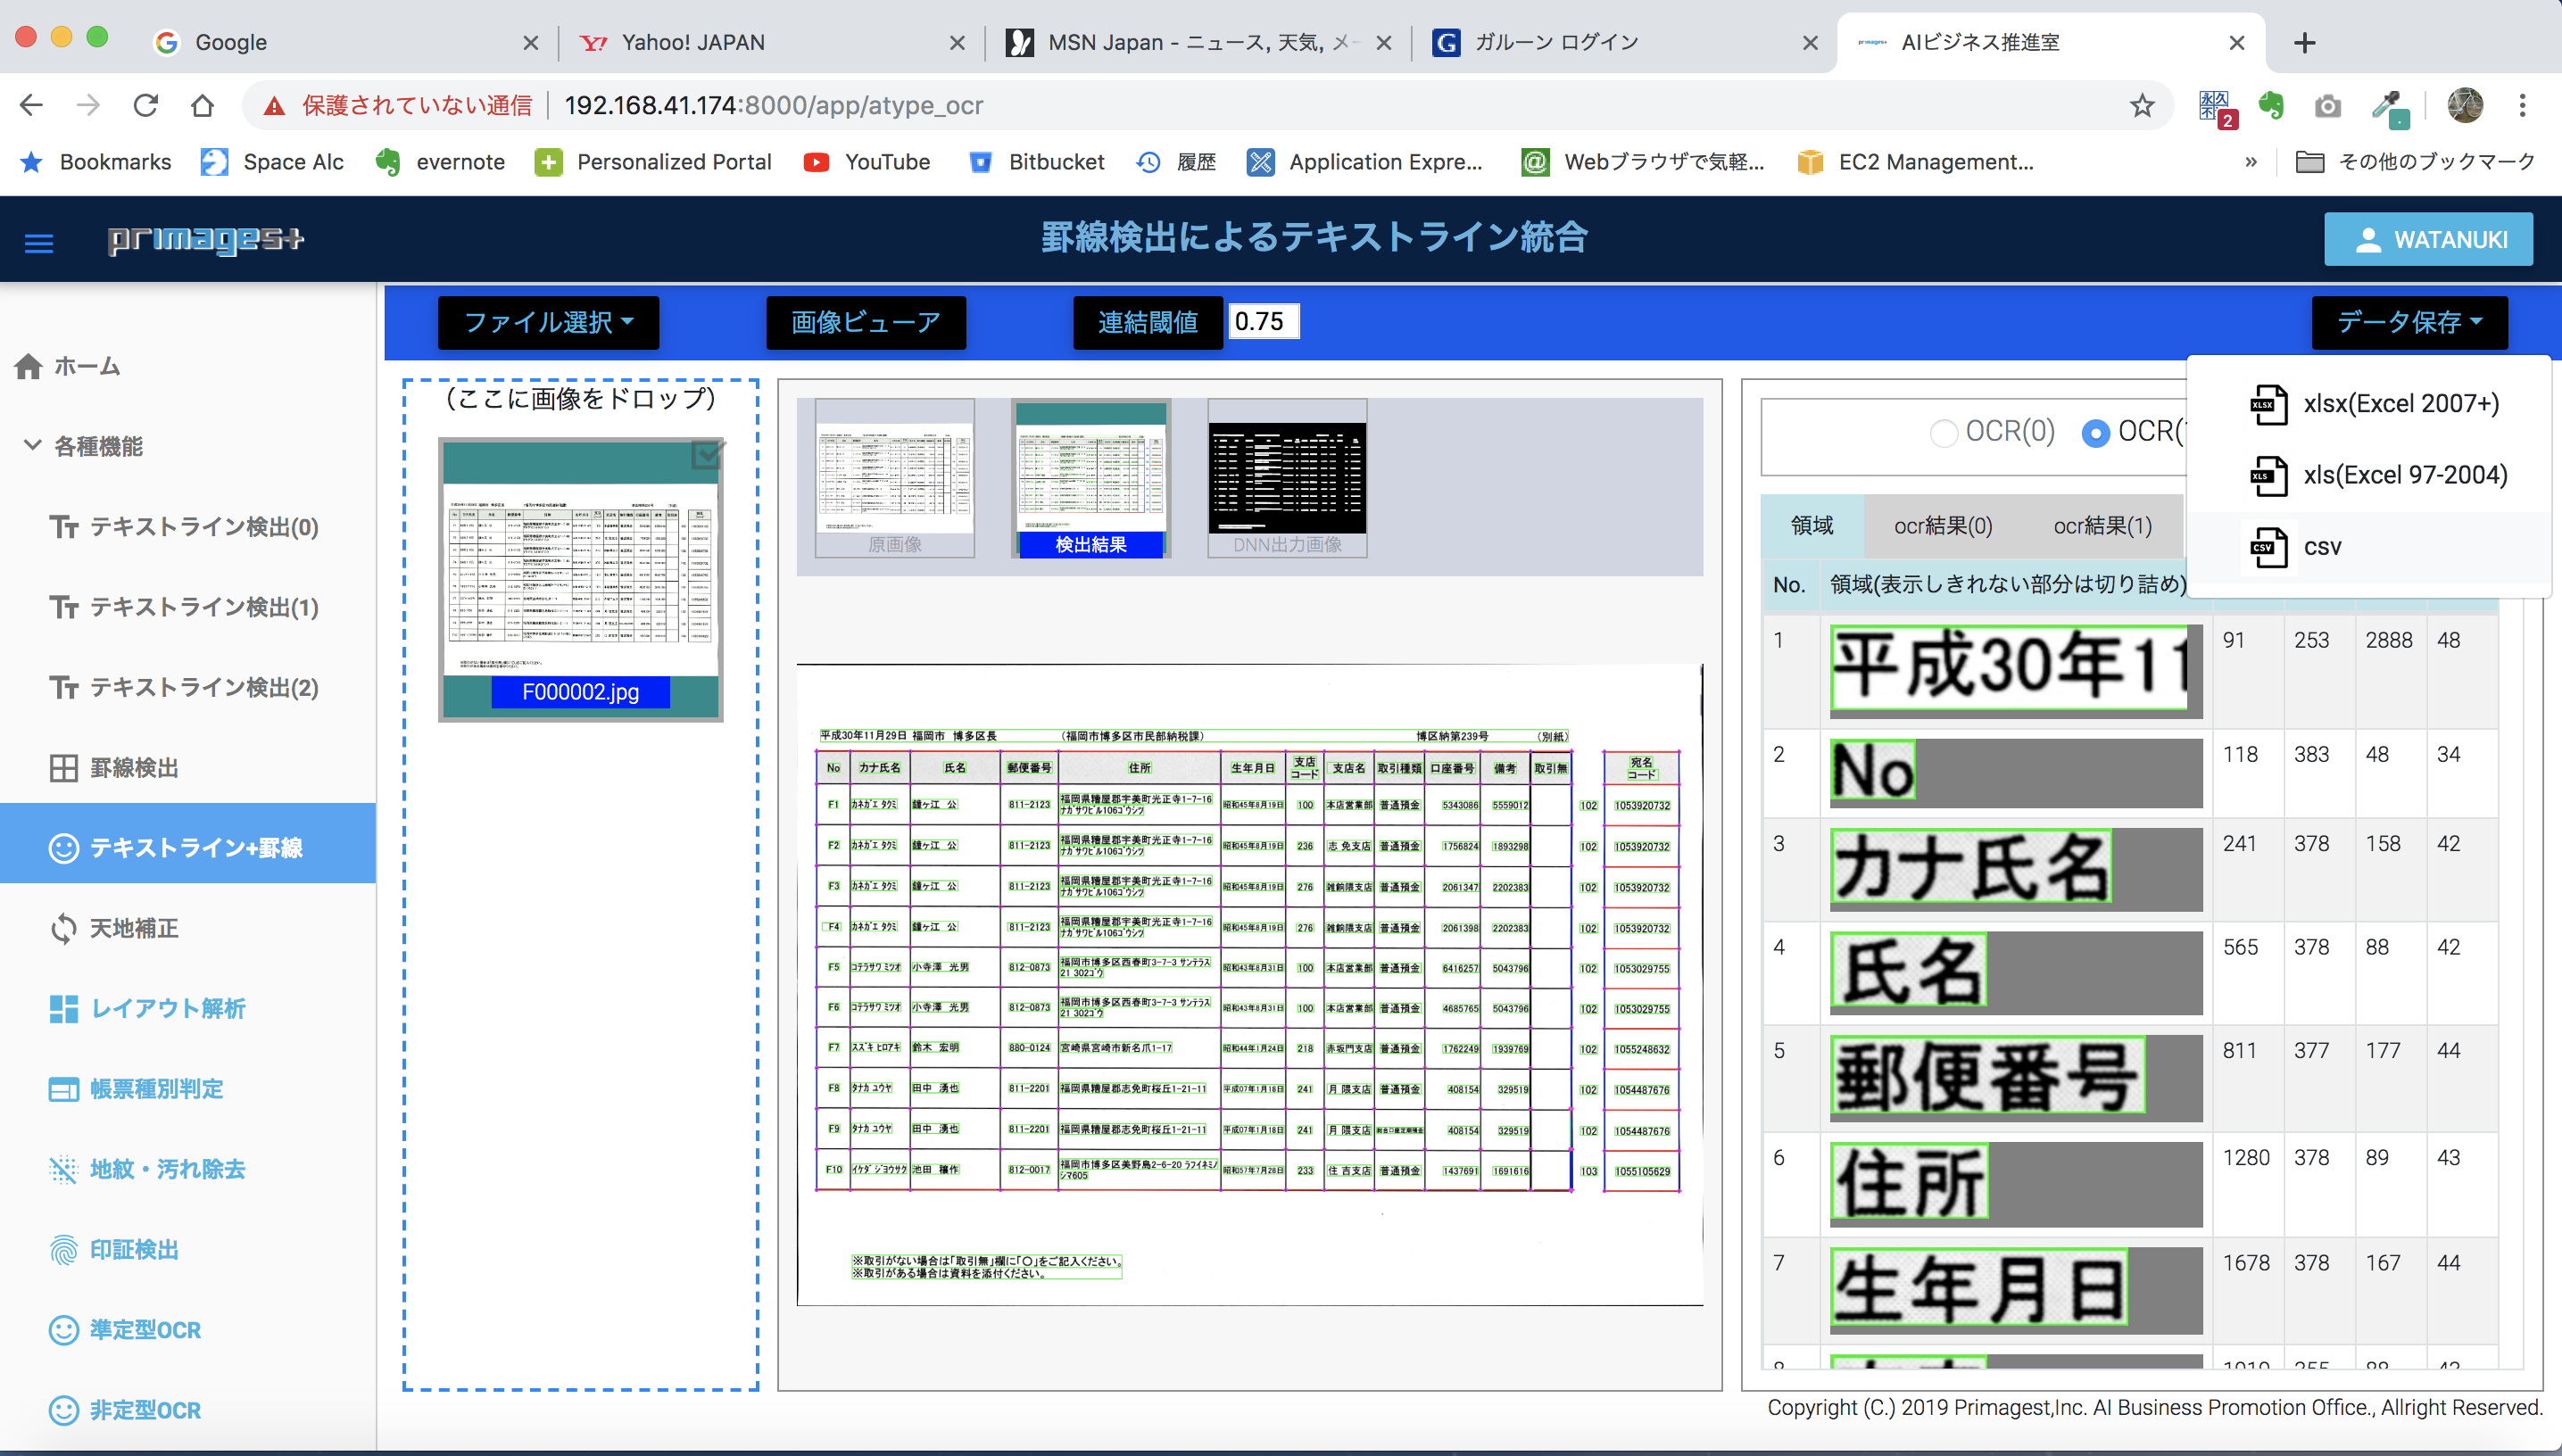 Google
Yahoo! JAPAN
MSN Japan - ニュース, 天気, メー
ガルーン ログイン
AIビジネス推進室
保護されていない通信 192.168.41.174:8000/app/atype_ocr
Bookmarks Space Alc evernote Personalized Portal YouTube Bitbucket 履歴 Application Expre... Webブラウザで気軽... EC2 Management... » その他のブックマーク
primagest
罫線検出によるテキストライン統合
WATANUKI
ファイル選択
画像ビューア
連結閾値 0.75
データ保存
xlsx(Excel 2007+)
xls(Excel 97-2004)
csv
ホーム
各種機能
テキストライン検出(0)
テキストライン検出(1)
テキストライン検出(2)
罫線検出
テキストライン+罫線
天地補正
レイアウト解析
帳票種別判定
地紋・汚れ除去
印証検出
準定型OCR
非定型OCR
(ここに画像をドロップ)
F000002.jpg
原画像
検出結果
DNN出力画像
平成30年11月29日 福岡市 博多区長 (福岡市博多区市民部納税課) 博区納第239号 (別紙)
No カナ氏名 氏名 郵便番号 住所 生年月日 支店コード 支店名 取引種類 口座番号 備考 取引無 宛名コード
F1 カネガエ タクミ 鐘ヶ江 公 811-2123 福岡県糟屋郡宇美町光正寺1-7-16 ナガサワビル106ゴウシツ 昭和45年8月19日 100 本店営業部 普通預金 5343086 5559012 102 1053920732
F2 カネガエ タクミ 鐘ヶ江 公 811-2123 福岡県糟屋郡宇美町光正寺1-7-16 ナガサワビル106ゴウシツ 昭和45年8月19日 236 志 免支店 普通預金 1756824 1893298 102 1053920732
F3 カネガエ タクミ 鐘ヶ江 公 811-2123 福岡県糟屋郡宇美町光正寺1-7-16 ナガサワビル106ゴウシツ 昭和45年8月19日 276 雑餉隈支店 普通預金 2061347 2202383 102 1053920732
F4 カネガエ タクミ 鐘ヶ江 公 811-2123 福岡県糟屋郡宇美町光正寺1-7-16 ナガサワビル106ゴウシツ 昭和45年8月19日 276 雑餉隈支店 普通預金 2061398 2202383 102 1053920732
F5 コテラサワ ミツオ 小寺澤 光男 812-0873 福岡市博多区西春町3-7-3 サンテラス21 302ゴウ 昭和43年8月31日 100 本店営業部 普通預金 6416257 5043796 102 1053029755
F6 コテラサワ ミツオ 小寺澤 光男 812-0873 福岡市博多区西春町3-7-3 サンテラス21 302ゴウ 昭和43年8月31日 100 本店営業部 普通預金 4685765 5043796 102 1053029755
F7 スズキ ヒロアキ 鈴木 宏明 880-0124 宮崎県宮崎市新名爪1-17 昭和44年1月24日 218 赤坂門支店 普通預金 1762249 1939769 102 1055248632
F8 タナカ ユウヤ 田中 湧也 811-2201 福岡県糟屋郡志免町桜丘1-21-11 平成07年1月18日 241 月 隈支店 普通預金 408154 329519 102 1054487676
F9 タナカ ユウヤ 田中 湧也 811-2201 福岡県糟屋郡志免町桜丘1-21-11 平成07年1月18日 241 月 隈支店 408154 329519 102 1054487676
F10 イケダ ジョウサク 池田 穣作 812-0017 福岡市博多区美野島2-6-20 ラフィネミノシマ605 昭和57年7月28日 233 住 吉支店 普通預金 1437691 1691616 103 1055105629
※取引がない場合は「取引無」欄に「〇」をご記入ください。
※取引がある場合は資料を添付ください。
OCR(0) OCR(
領域 ocr結果(0) ocr結果(1)
No. 領域(表示しきれない部分は切り詰め)
1 平成30年11 91 253 2888 48
2 No 118 383 48 34
3 カナ氏名 241 378 158 42
4 氏名 565 378 88 42
5 郵便番号 811 377 177 44
6 住所 1280 378 89 43
7 生年月日 1678 378 167 44
Copyright (C.) 2019 Primagest,Inc. AI Business Promotion Office., Allright Reserved.